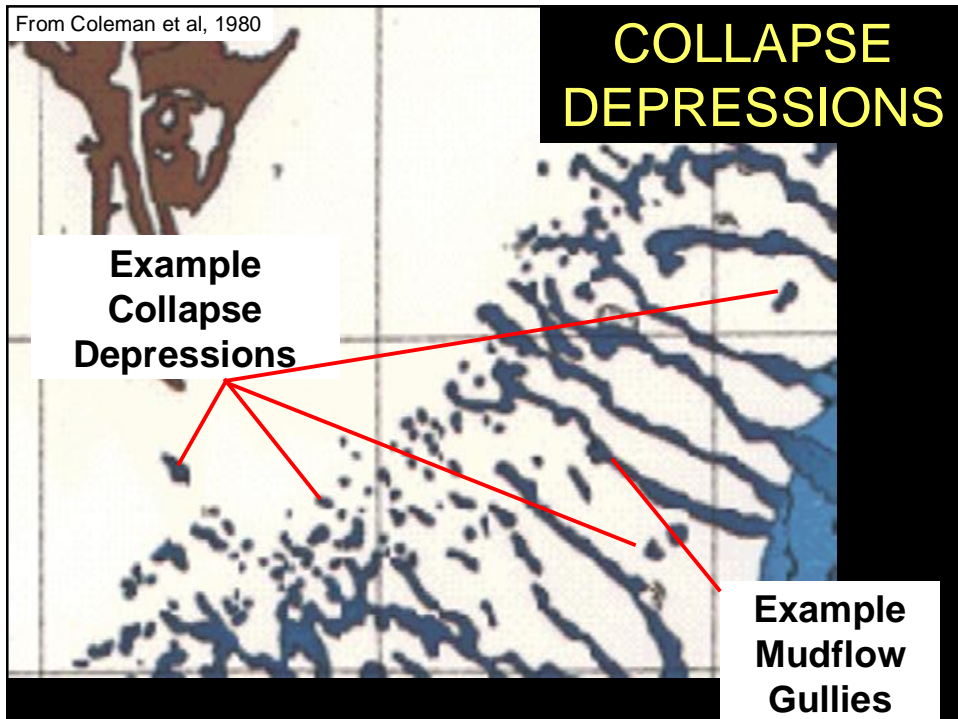 From Coleman et al, 1980
COLLAPSE
DEPRESSIONS
Example
Collapse
Depressions
Example
Mudflow
Gullies